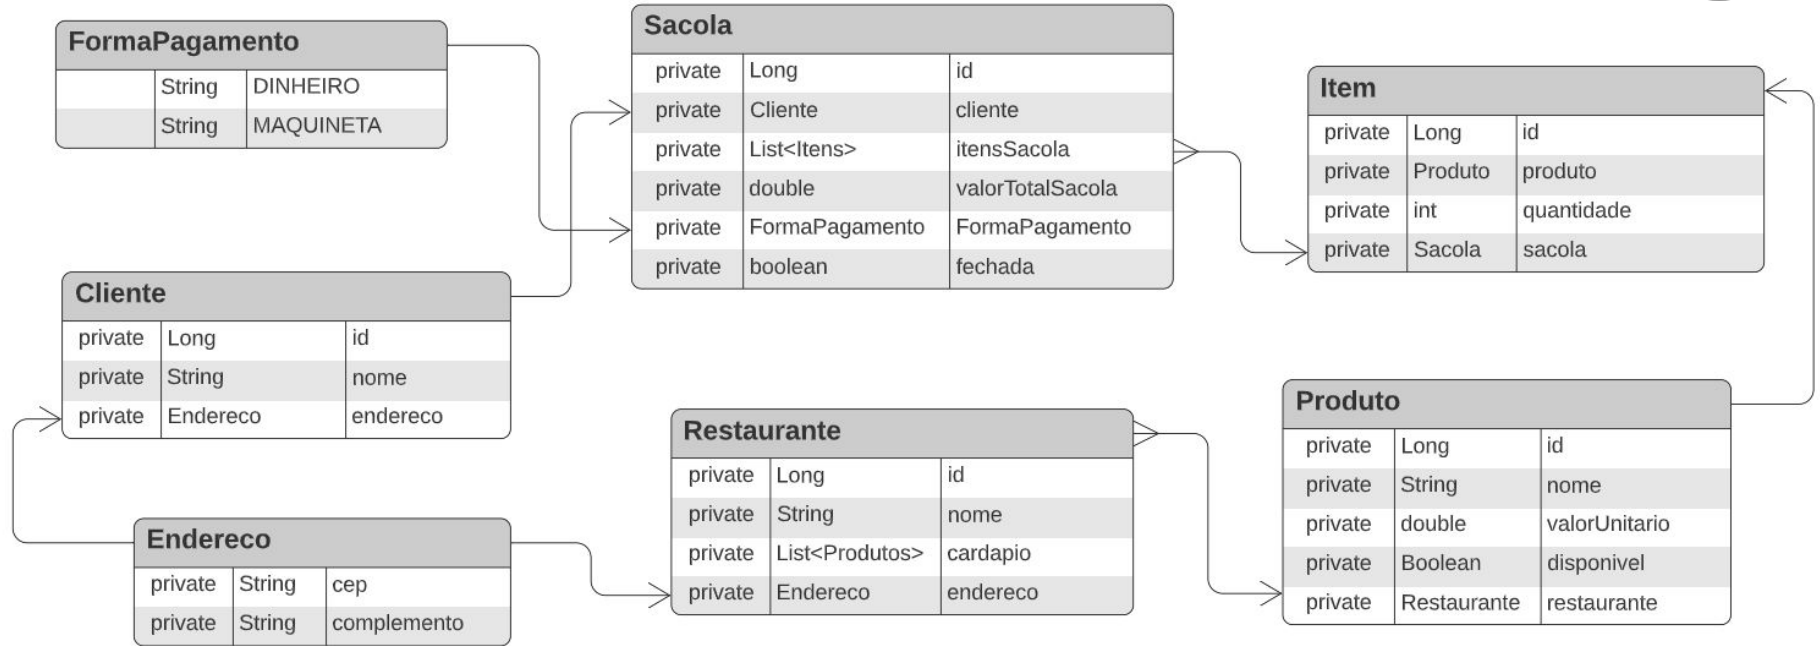 FormaPagamento
String DINHEIRO
String MAQUINETA
Sacola
private Long id
private Cliente cliente
private List<Itens> itensSacola
private double valorTotalSacola
private FormaPagamento FormaPagamento
private boolean fechada
Item
private Long id
private Produto produto
private int quantidade
private Sacola sacola
Cliente
private Long id
private String nome
private Endereco endereco
Restaurante
private Long id
private String nome
private List<Produtos> cardapio
private Endereco endereco
Produto
private Long id
private String nome
private double valorUnitario
private Boolean disponivel
private Restaurante restaurante
Endereco
private String cep
private String complemento